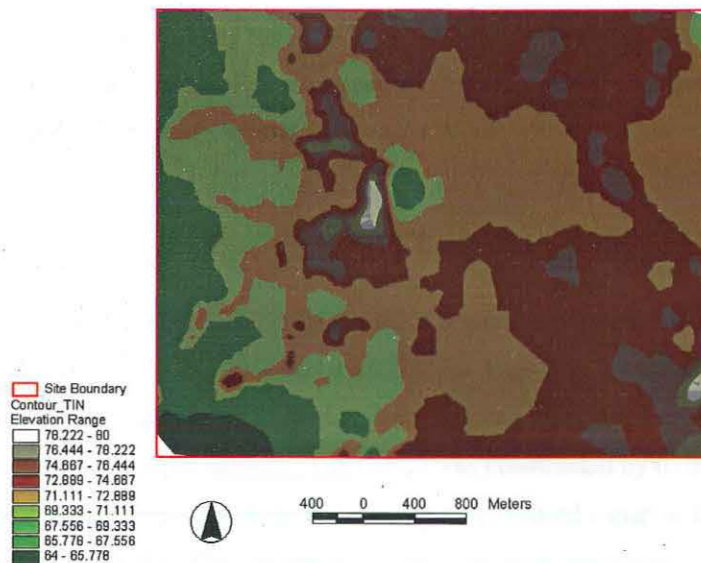 Site Boundary
Contour_TIN
Elevation Range
78.222 - 80
76.444 - 78.222
74.667 - 76.444
72.889 - 74.667
71.111 - 72.889
69.333 - 71.111
67.556 - 69.333
65.778 - 67.556
64 - 65.778
400 0 400 800 Meters